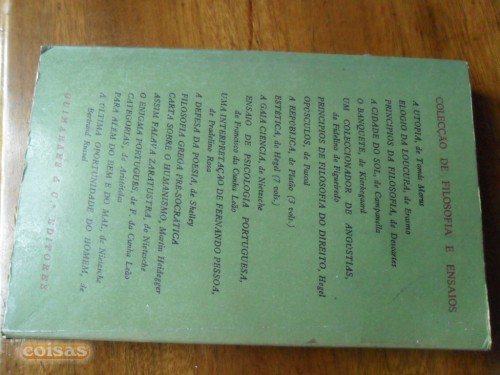 COLECÇÃO DE FILOSOFIA E ENSAIOS
A UTOPIA, de Tomás Morus
ELOGIO DA LOUCURA, de Erasmo
PRINCÍPIOS DA FILOSOFIA, de Descartes
A CIDADE DO SOL, de Campanella
O BANQUETE, de Kierkegaard
UM COLECCIONADOR DE ANGÚSTIAS,
de Fidelino de Figueiredo
PRINCÍPIOS DE FILOSOFIA DO DIREITO, Hegel
OPÚSCULOS, de Pascal
A REPÚBLICA, de Platão (3 vols.)
ESTÉTICA, de Hegel (7 vols.)
A GAIA CIÊNCIA, de Nietzsche
ENSAIO DE PSICOLOGIA PORTUGUESA,
de Francisco da Cunha Leão
UMA INTERPRETAÇÃO DE FERNANDO PESSOA,
de Pradelino Rosa
A DEFESA DA POESIA, de Shelley
FILOSOFIA GREGA PRÉ-SOCRÁTICA
CARTA SOBRE O HUMANISMO, Martin Heidegger
ASSIM FALAVA ZARATUSTRA, de Nietzsche
O ENIGMA PORTUGUÊS, de F. da Cunha Leão
CATEGORIAS, de Aristóteles
PARA ALÉM DO BEM E DO MAL, de Nietzsche
A ÚLTIMA OPORTUNIDADE DO HOMEM, de
Bertrand Russell
GUIMARÃES & C.ª EDITORES
coisas